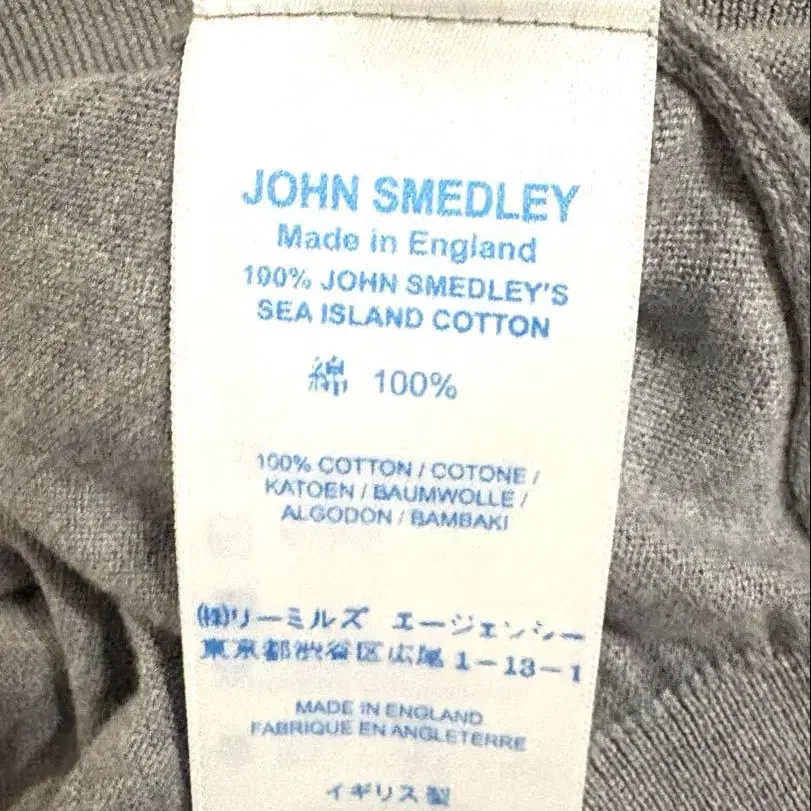 JOHN SMEDLEY
Made in England
100% JOHN SMEDLEY'S
SEA ISLAND COTTON
綿 100%
100% COTTON / COTONE /
KATOEN / BAUMWOLLE /
ALGODON / BAMBAKI
㈱リーミルズ エージェンシー
東京都渋谷区広尾 1-13-1
MADE IN ENGLAND
FABRIQUE EN ANGLETERRE
イギリス製